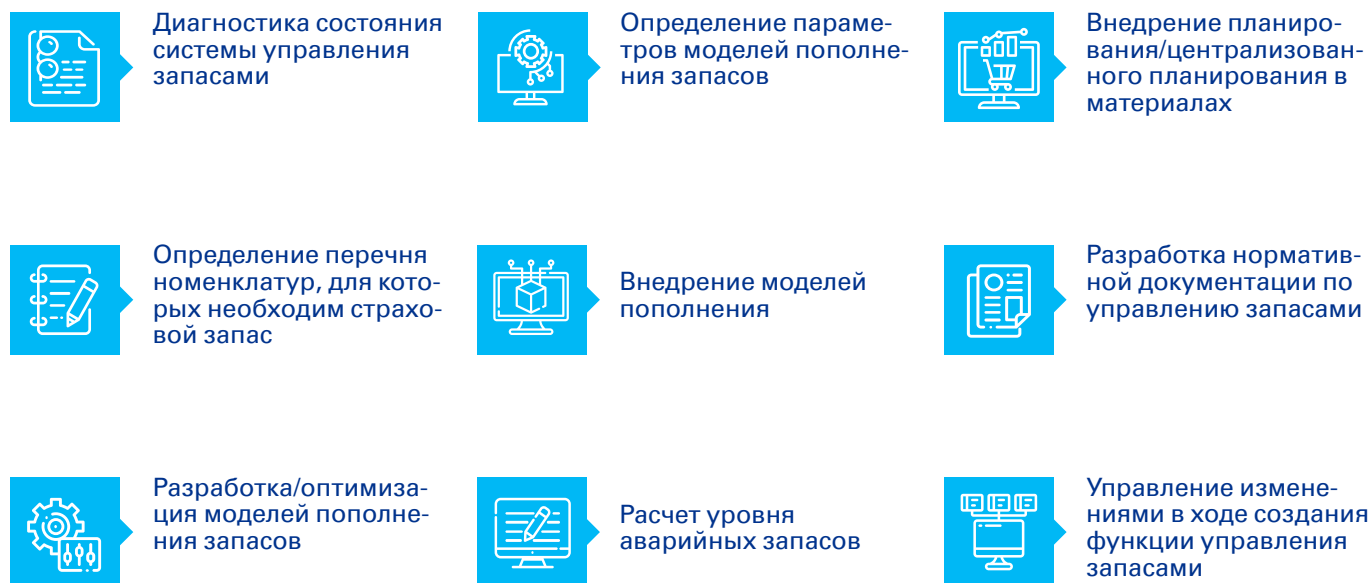 Диагностика состояния
системы управления
запасами
Определение параме-
тров моделей пополне-
ния запасов
Внедрение планиро-
вания/централизован-
ного планирования в
материалах
Определение перечня
номенклатур, для кото-
рых необходим страхо-
вой запас
Внедрение моделей
пополнения
Разработка норматив-
ной документации по
управлению запасами
Разработка/оптимиза-
ция моделей пополне-
ния запасов
Расчет уровня
аварийных запасов
Управление измене-
ниями в ходе создания
функции управления
запасами